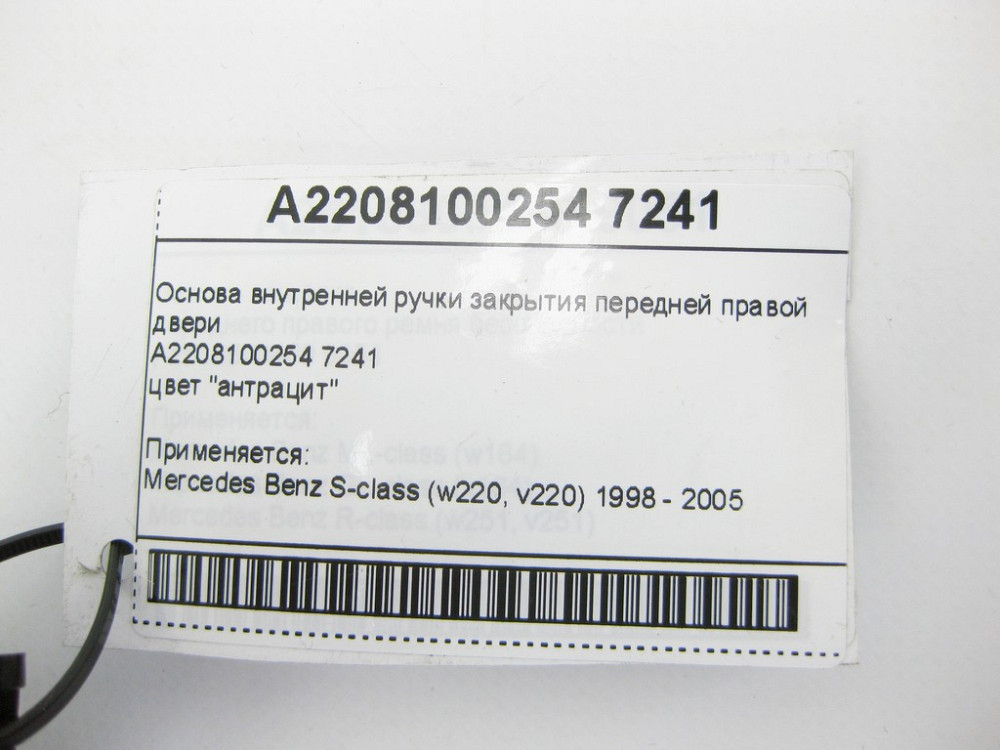 A2208100254 7241
Основа внутренней ручки закрытия передней правой
двери
A2208100254 7241
цвет "антрацит"
Применяется:
Mercedes Benz S-class (w220, v220) 1998 - 2005